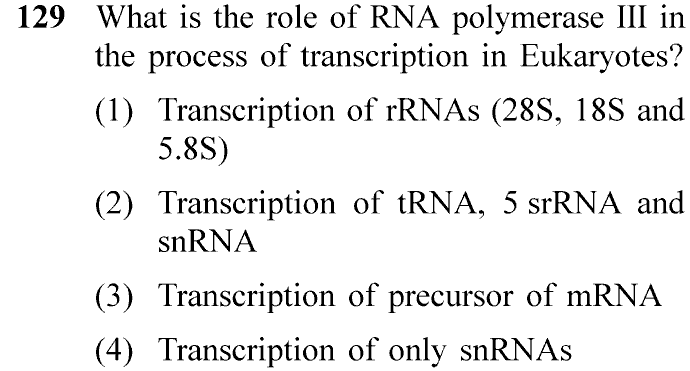 129 What is the role of RNA polymerase III in
the process of transcription in Eukaryotes?
(1) Transcription of rRNAs (28S, 18S and
5.8S)
(2) Transcription of tRNA, 5 srRNA and
snRNA
(3) Transcription of precursor of mRNA
(4) Transcription of only snRNAs